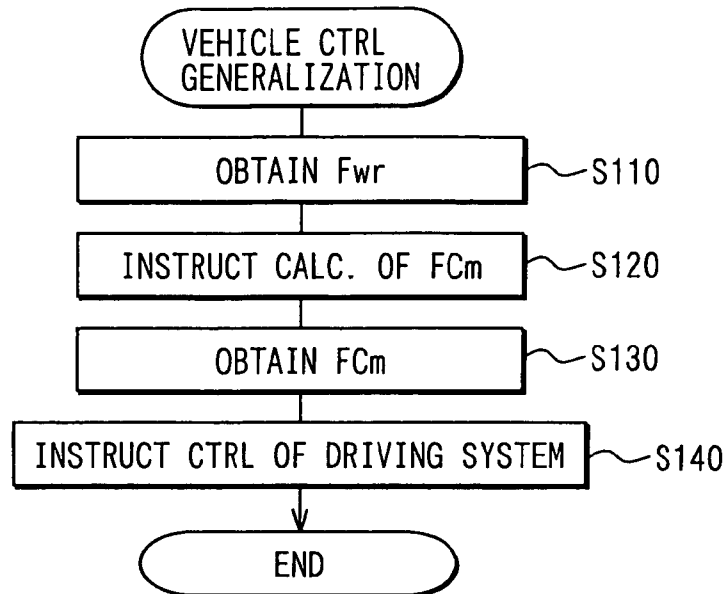 VEHICLE CTRL
GENERALIZATION
OBTAIN Fwr
S110
INSTRUCT CALC. OF FCm
S120
OBTAIN FCm
S130
INSTRUCT CTRL OF DRIVING SYSTEM
S140
END